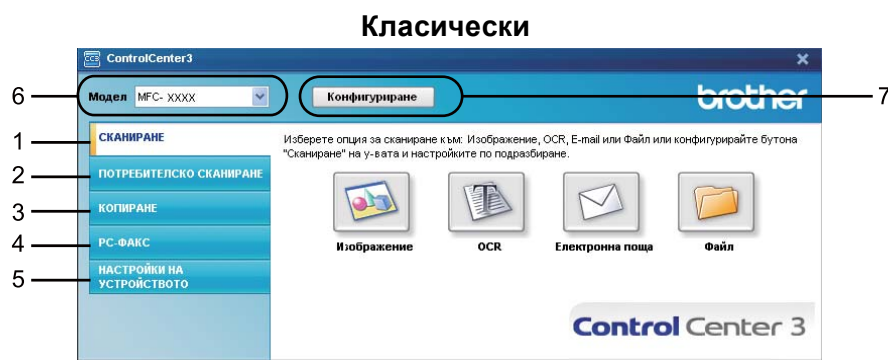 Класически
ControlCenter3
6 Модел MFC- XXXX Конфигуриране 7
brother
1 СКАНИРАНЕ
Изберете опция за сканиране към: Изображение, OCR, E-mail или Файл или конфигурирайте бутона
"Сканиране" на у-вата и настройките по подразбиране.
2 ПОТРЕБИТЕЛСКО СКАНИРАНЕ
3 КОПИРАНЕ
4 PC-ФАКС
5 НАСТРОЙКИ НА
УСТРОЙСТВОТО
Изображение OCR Електронна поща Файл
Control Center 3